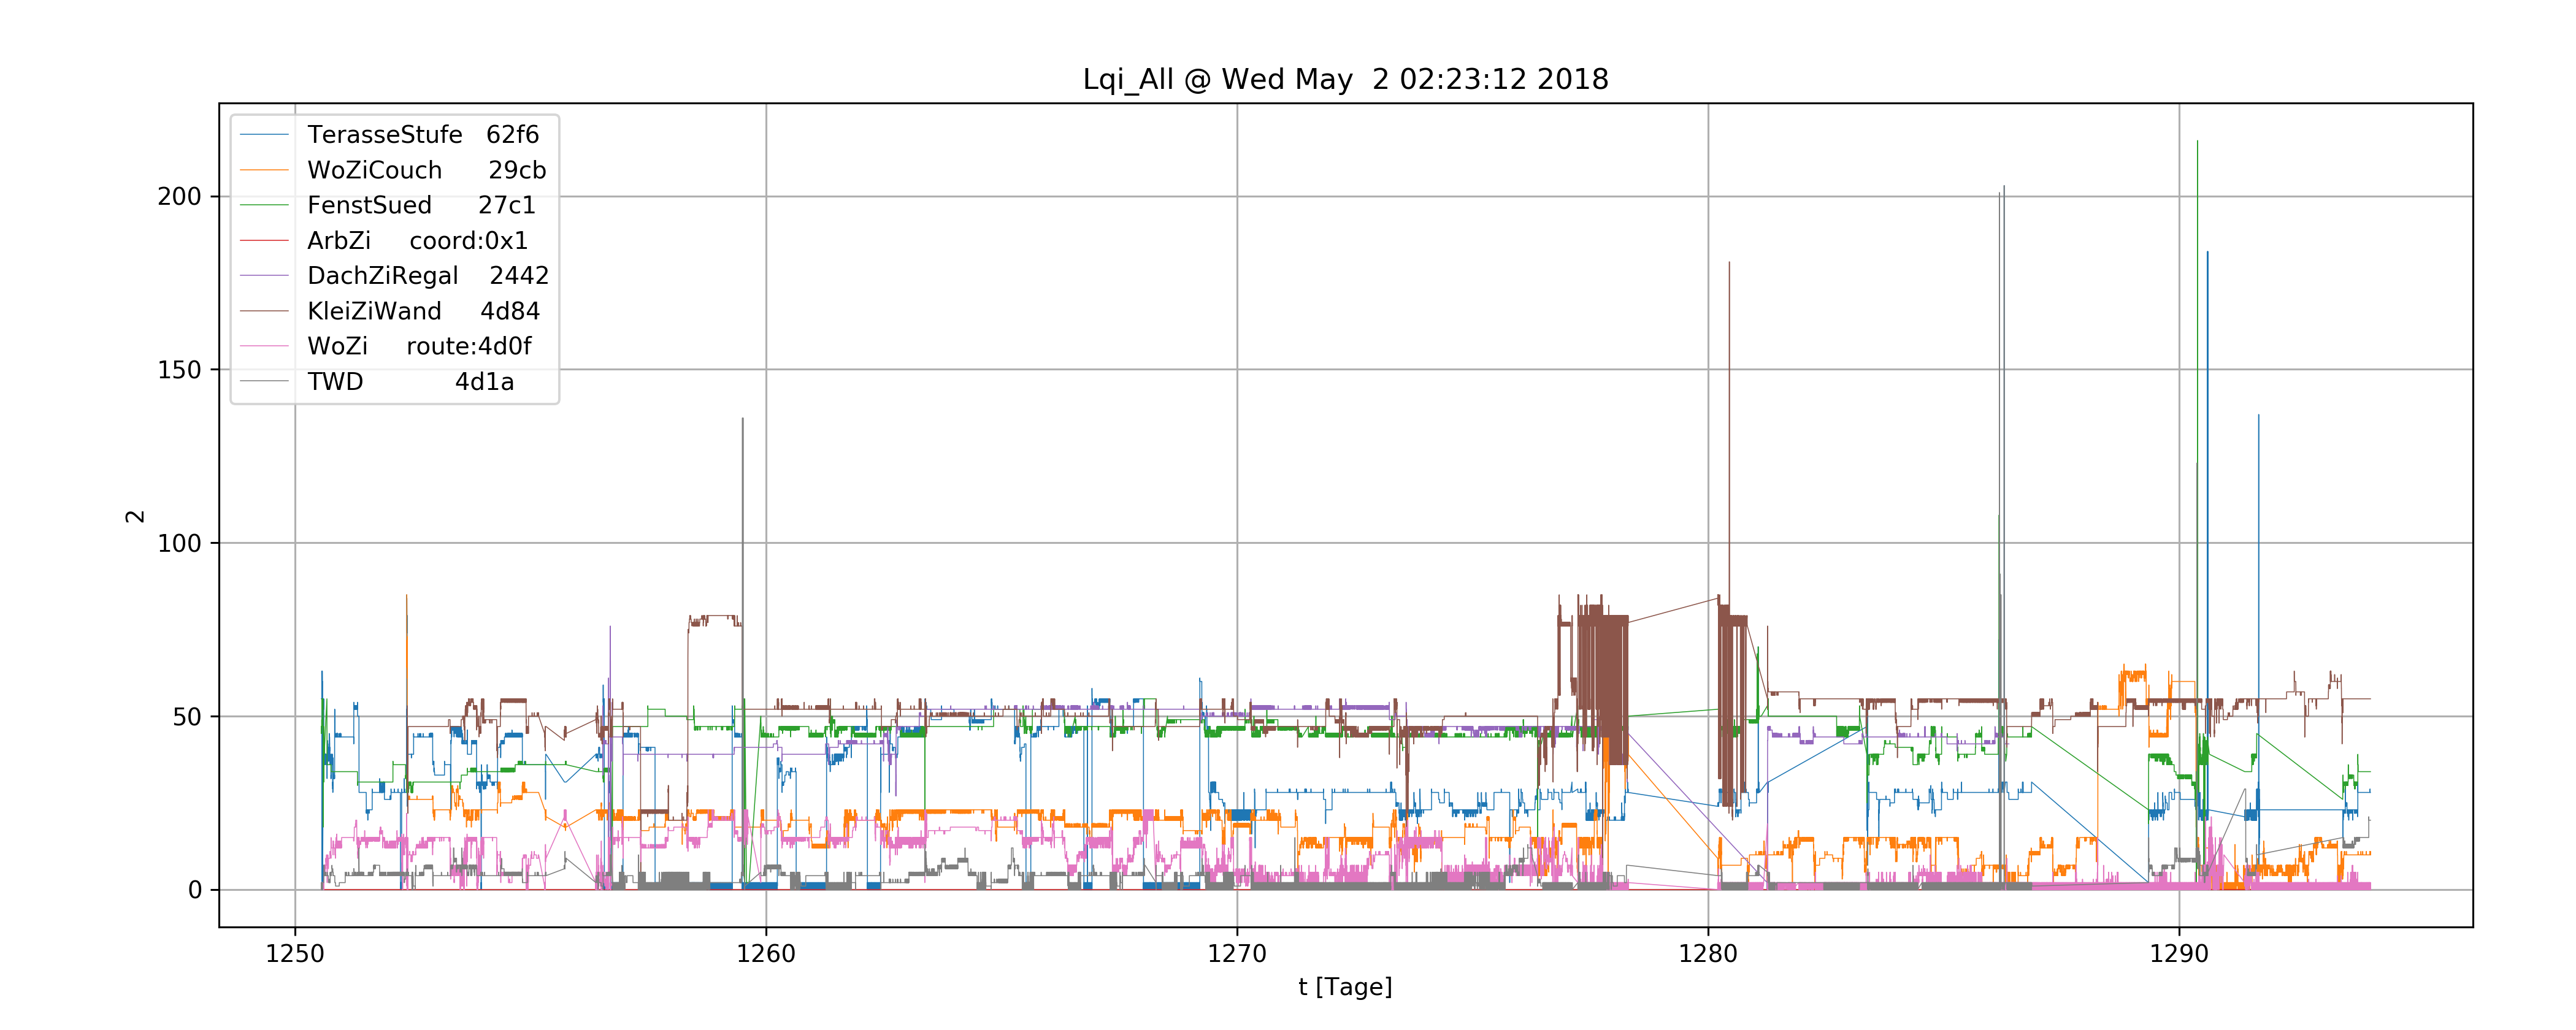 Lqi_All @ Wed May  2 02:23:12 2018
TerasseStufe   62f6
WoZiCouch      29cb
FenstSued      27c1
ArbZi     coord:0x1
DachZiRegal    2442
KleiZiWand     4d84
WoZi     route:4d0f
TWD            4d1a
200
150
100
50
0
2
1250 1260 1270 1280 1290
t [Tage]